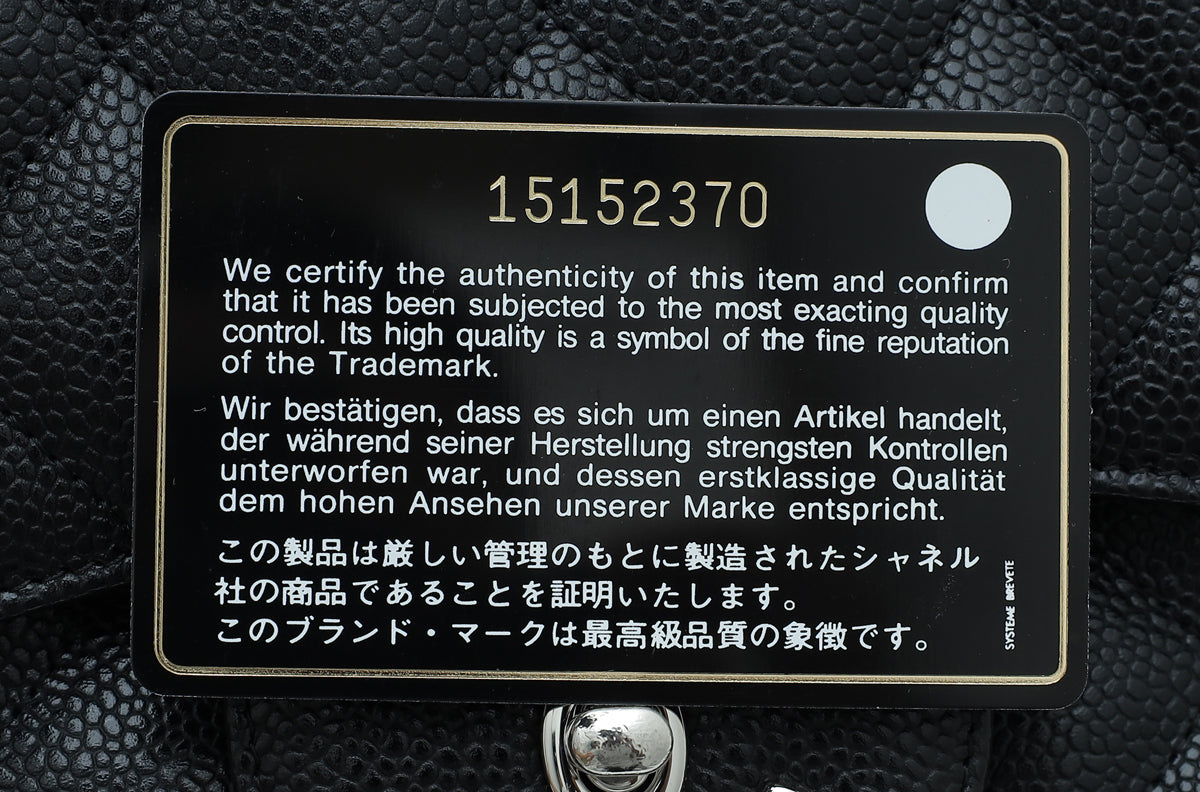 15152370
We certify the authenticity of this item and confirm
that it has been subjected to the most exacting quality
control. Its high quality is a symbol of the fine reputation
of the Trademark.
Wir bestätigen, dass es sich um einen Artikel handelt,
der während seiner Herstellung strengsten Kontrollen
unterworfen war, und dessen erstklassige Qualität
dem hohen Ansehen unserer Marke entspricht.
この製品は厳しい管理のもとに製造されたシャネル
社の商品であることを証明いたします。
このブランド・マークは最高級品質の象徴です。
SYSTEME BREVETE